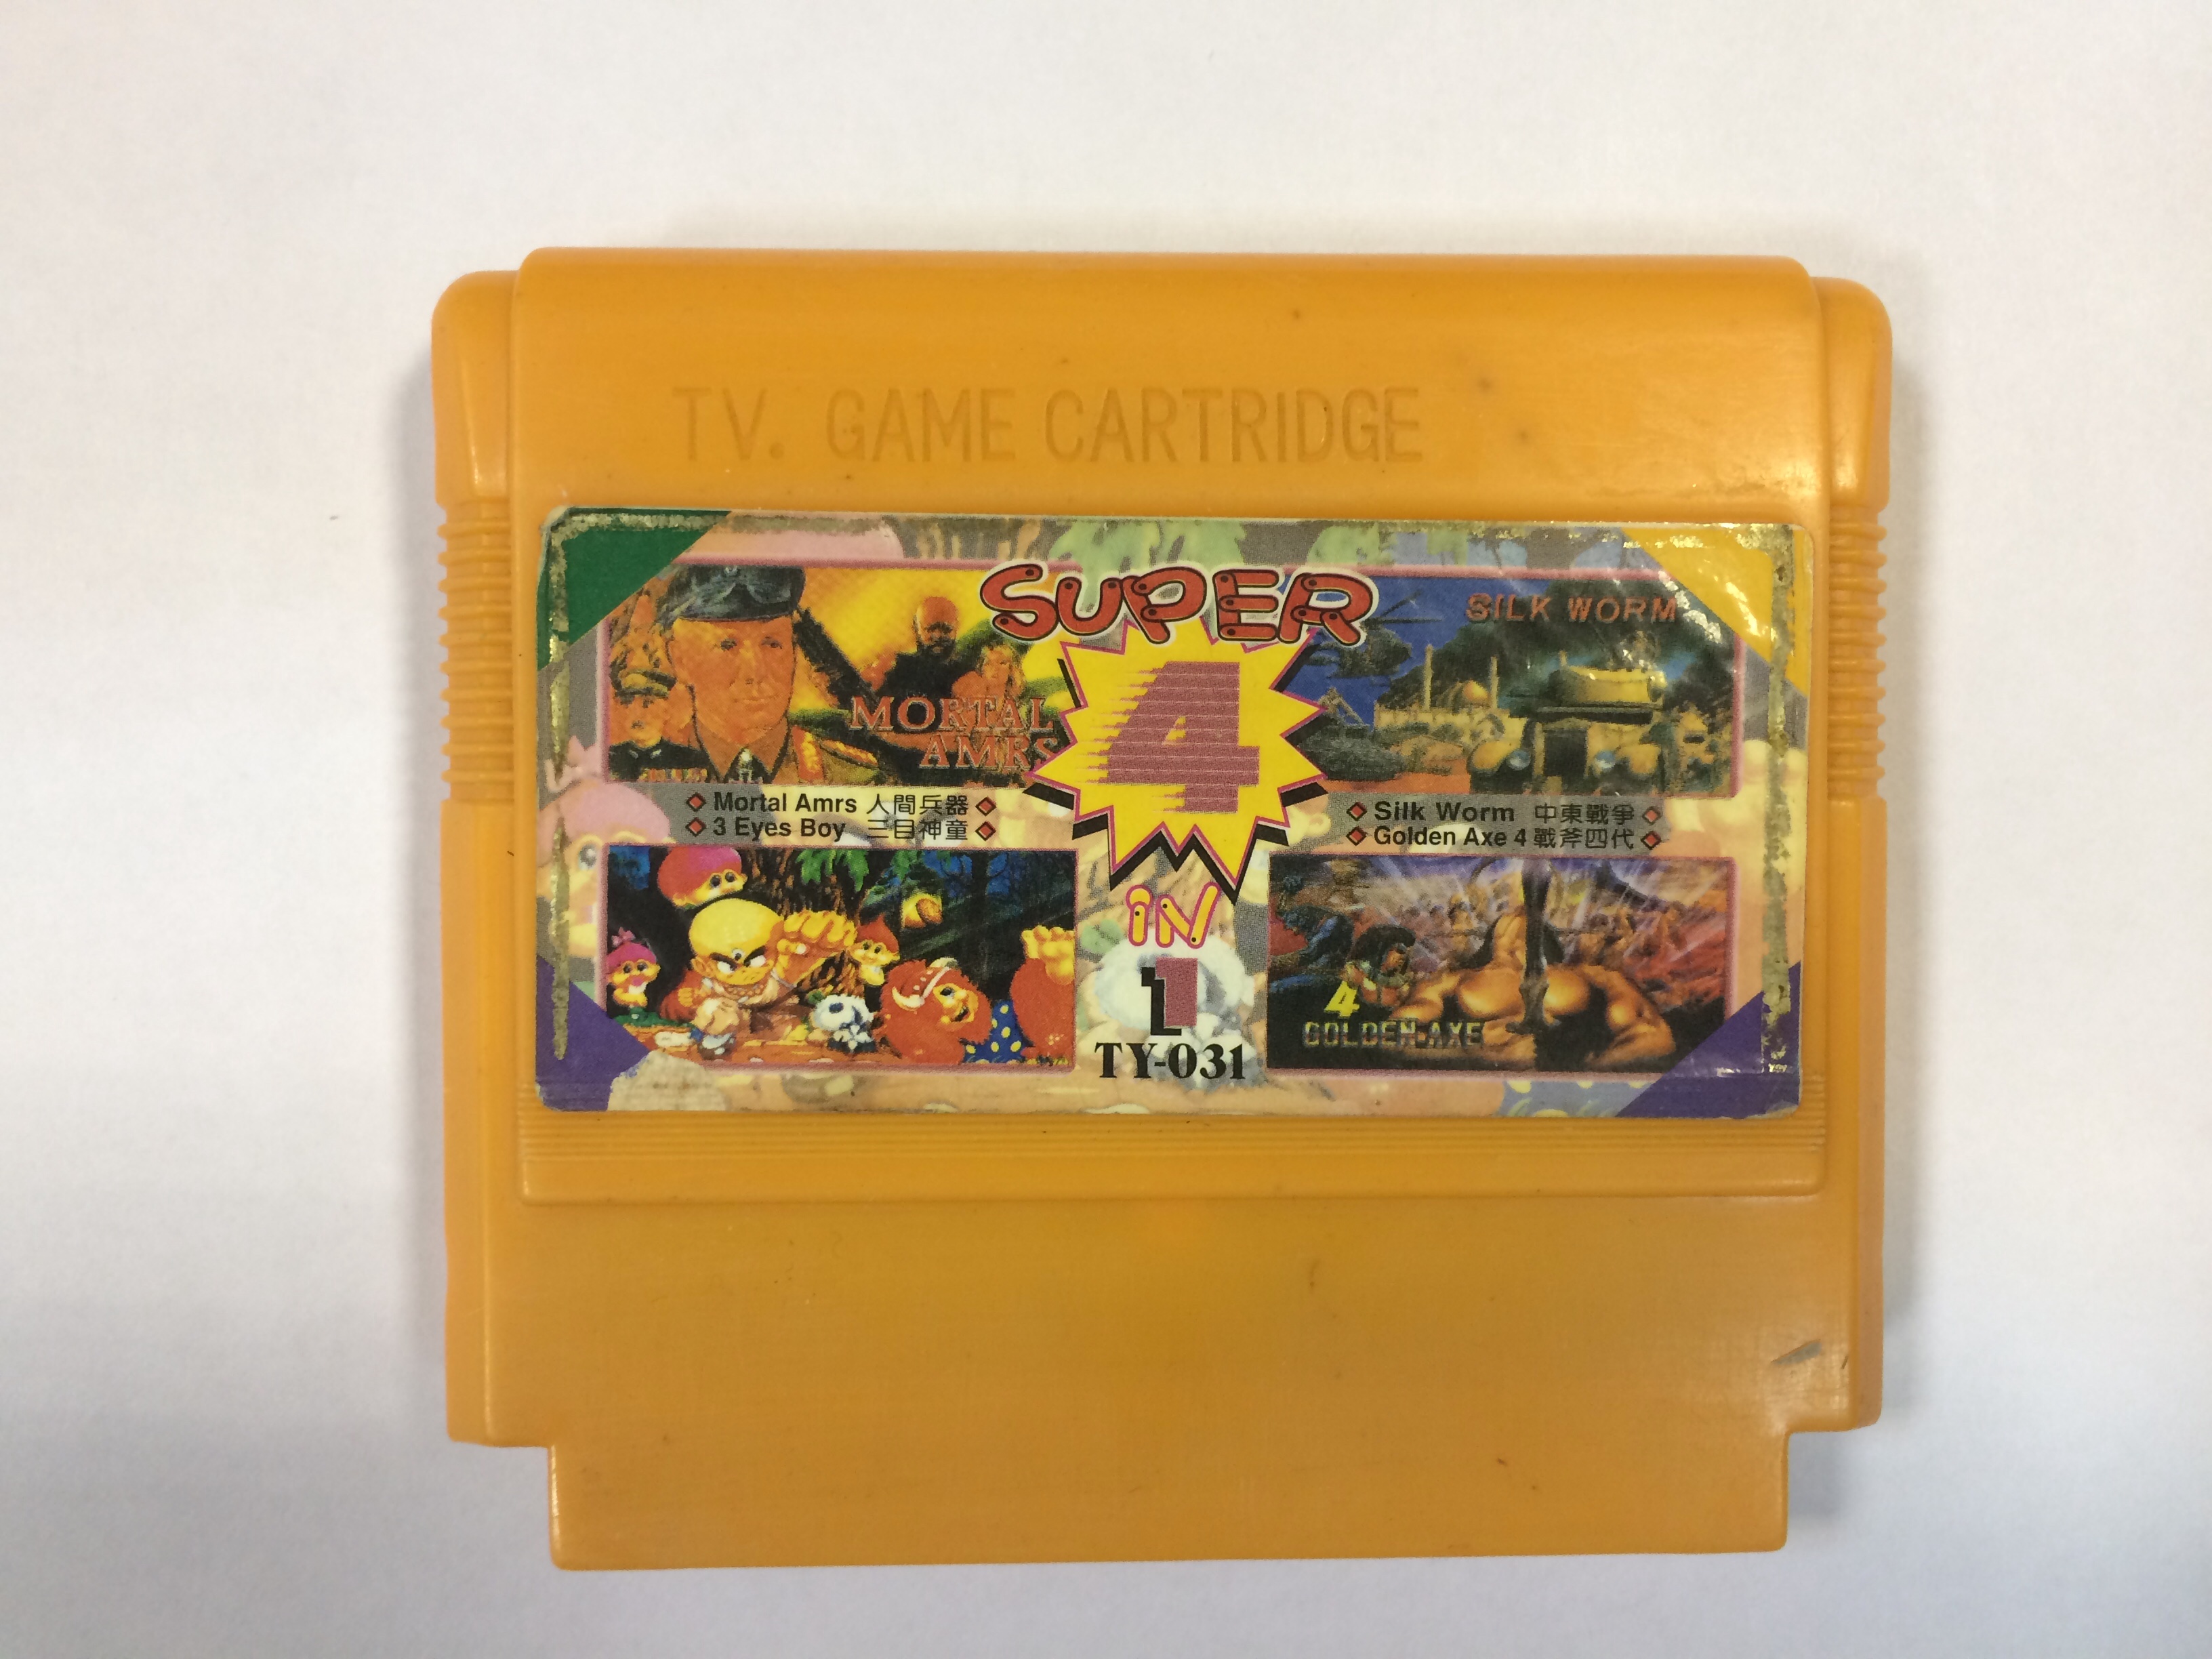 TV. GAME CARTRIDGE
SUPER
4
iN
1
TY-031
MORTAL
AMRS
SILK WORM
Mortal Amrs 人間兵器
3 Eyes Boy 三目神童
Silk Worm 中東戰爭
Golden Axe 4 戰斧四代
4
GOLDEN AXE